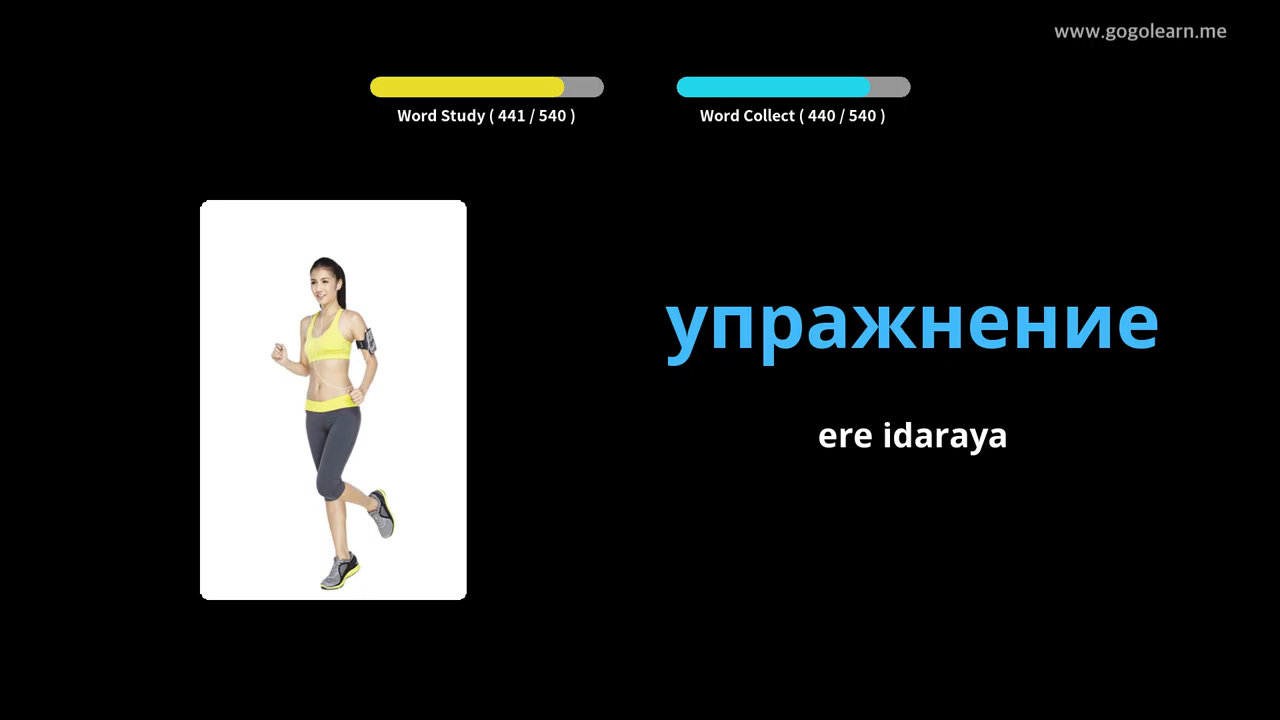 www.gogolearn.me
Word Study ( 441 / 540 )
Word Collect ( 440 / 540 )
упражнение
ere idaraya